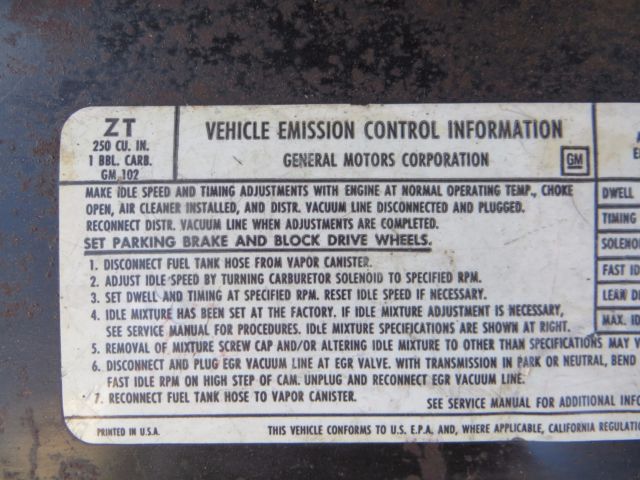 ZT
250 CU. IN.
1 BBL. CARB.
GM 102
VEHICLE EMISSION CONTROL INFORMATION
GENERAL MOTORS CORPORATION
GM
MAKE IDLE SPEED AND TIMING ADJUSTMENTS WITH ENGINE AT NORMAL OPERATING TEMP., CHOKE
OPEN, AIR CLEANER INSTALLED, AND DISTR. VACUUM LINE DISCONNECTED AND PLUGGED.
RECONNECT DISTR. VACUUM LINE WHEN ADJUSTMENTS ARE COMPLETED.
SET PARKING BRAKE AND BLOCK DRIVE WHEELS.
1. DISCONNECT FUEL TANK HOSE FROM VAPOR CANISTER.
2. ADJUST IDLE SPEED BY TURNING CARBURETOR SOLENOID TO SPECIFIED RPM.
3. SET DWELL AND TIMING AT SPECIFIED RPM. RESET IDLE SPEED IF NECESSARY.
4. IDLE MIXTURE HAS BEEN SET AT THE FACTORY. IF IDLE MIXTURE ADJUSTMENT IS NECESSARY,
SEE SERVICE MANUAL FOR PROCEDURES. IDLE MIXTURE SPECIFICATIONS ARE SHOWN AT RIGHT.
5. REMOVAL OF MIXTURE SCREW CAP AND/OR ALTERING IDLE MIXTURE TO OTHER THAN SPECIFICATIONS MAY V
6. DISCONNECT AND PLUG EGR VACUUM LINE AT EGR VALVE. WITH TRANSMISSION IN PARK OR NEUTRAL, BEND
FAST IDLE RPM ON HIGH STEP OF CAM. UNPLUG AND RECONNECT EGR VACUUM LINE.
7. RECONNECT FUEL TANK HOSE TO VAPOR CANISTER.
SEE SERVICE MANUAL FOR ADDITIONAL INFO
PRINTED IN U.S.A.
THIS VEHICLE CONFORMS TO U.S. E.P.A. AND, WHERE APPLICABLE, CALIFORNIA REGULATI
DWELL
TIMING
SOLENOI
FAST ID
LEAN DI
MAX. ID